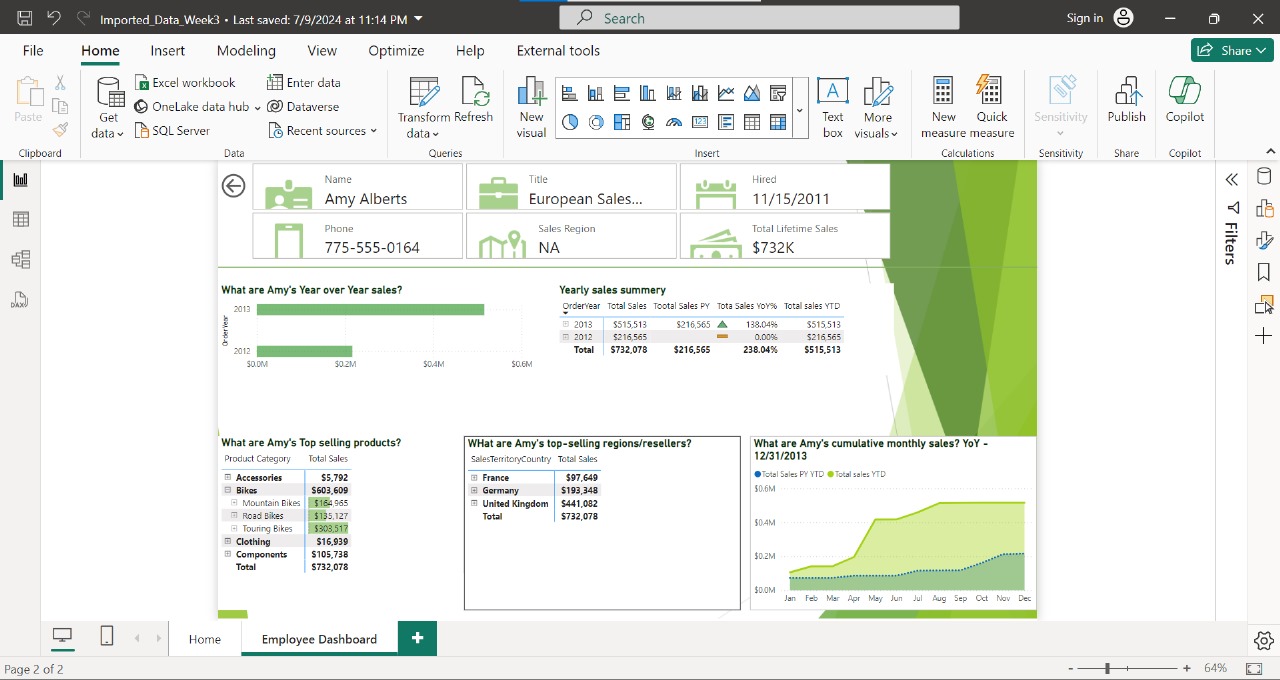 Imported_Data_Week3 • Last saved: 7/9/2024 at 11:14 PM
Search
Sign in
File Home Insert Modeling View Optimize Help External tools
Share
Paste
Get data
Excel workbook
OneLake data hub
SQL Server
Enter data
Dataverse
Recent sources
Transform data
Refresh
New visual
123
A
Text box
More visuals
New measure
Quick measure
Sensitivity
Publish
Copilot
Clipboard Data Queries Insert Calculations Sensitivity Share Copilot
DAX
Filters
Name
Amy Alberts
Title
European Sales...
Hired
11/15/2011
Phone
775-555-0164
Sales Region
NA
Total Lifetime Sales
$732K
What are Amy's Year over Year sales?
OrderYear
2013
2012
$0.0M $0.2M $0.4M $0.6M
Yearly sales summery
OrderYear Total Sales Tootal Sales PY Tota Sales YoY% Total sales YTD
2013 $515,513 $216,565 138.04% $515,513
2012 $216,565 0.00% $216,565
Total $732,078 $216,565 238.04% $515,513
What are Amy's Top selling products?
Product Category Total Sales
Accessories $5,792
Bikes $603,609
Mountain Bikes $164,965
Road Bikes $135,127
Touring Bikes $303,517
Clothing $16,939
Components $105,738
Total $732,078
WHat are Amy's top-selling regions/resellers?
SalesTerritoryCountry Total Sales
France $97,649
Germany $193,348
United Kingdom $441,082
Total $732,078
What are Amy's cumulative monthly sales? YoY -
12/31/2013
Total Sales PY YTD Total sales YTD
$0.6M
$0.4M
$0.2M
$0.0M
Jan Feb Mar Apr May Jun Jul Aug Sep Oct Nov Dec
Home
Employee Dashboard
+
Page 2 of 2
- + 64%